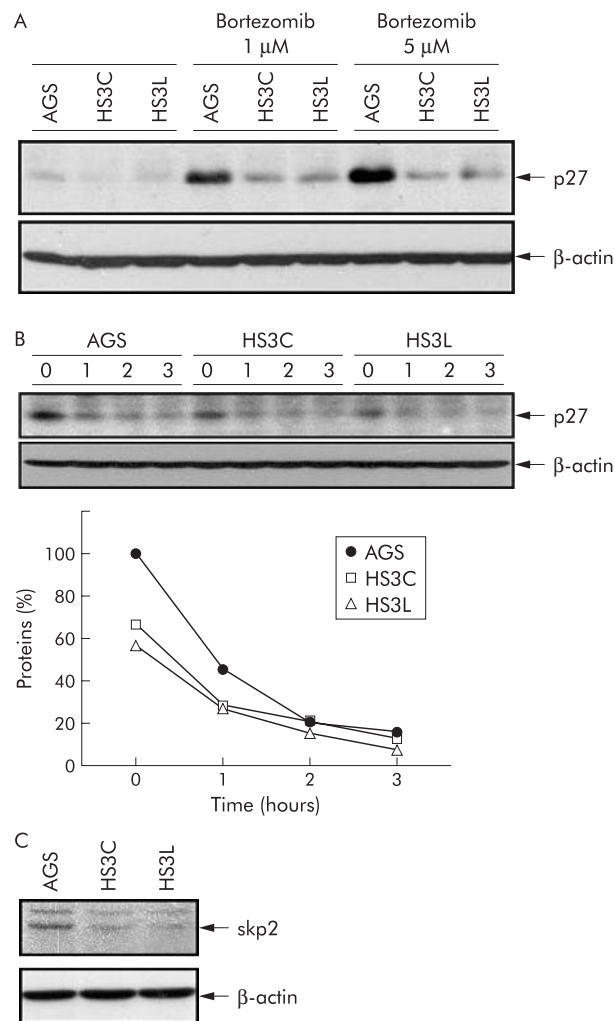 A
Bortezomib
1 μM
Bortezomib
5 μM
AGS HS3C HS3L AGS HS3C HS3L AGS HS3C HS3L
p27
β-actin
B
AGS HS3C HS3L
0 1 2 3 0 1 2 3 0 1 2 3
p27
β-actin
Proteins (%)
100
80
60
40
20
0
AGS
HS3C
HS3L
0 1 2 3
Time (hours)
C
AGS HS3C HS3L
skp2
β-actin